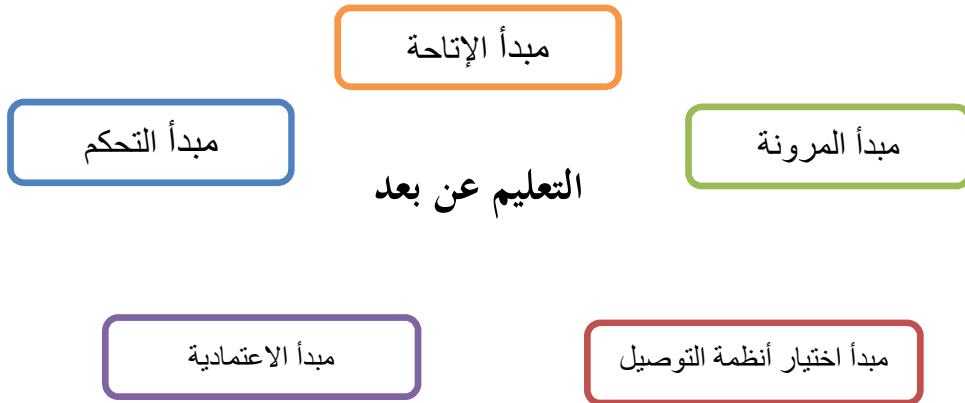 مبدأ الإتاحة
مبدأ المرونة
مبدأ التحكم
التعليم عن بعد
مبدأ اختيار أنظمة التوصيل
مبدأ الاعتمادية